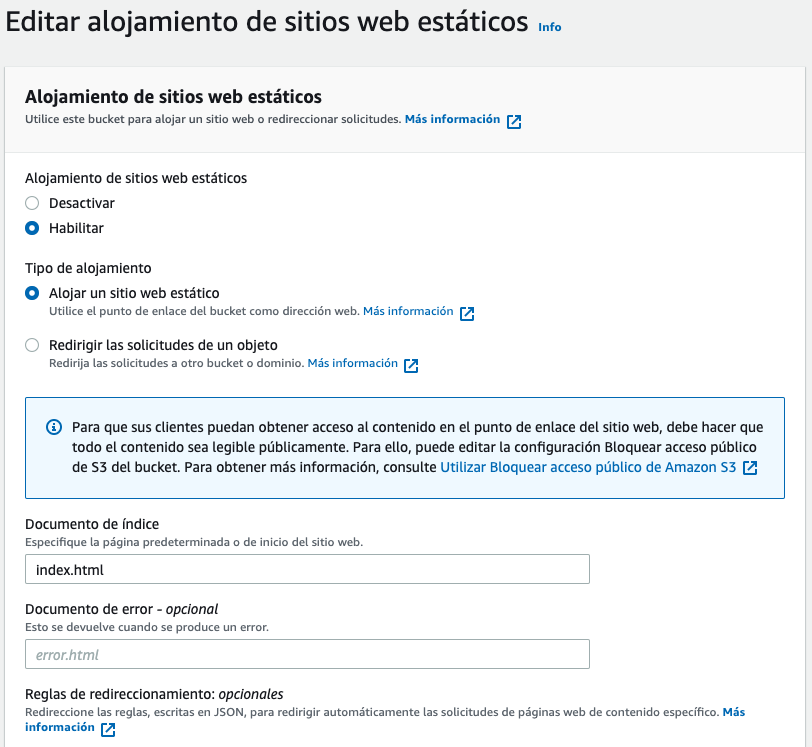 Editar alojamiento de sitios web estáticos Info
Alojamiento de sitios web estáticos
Utilice este bucket para alojar un sitio web o redireccionar solicitudes. Más información
Alojamiento de sitios web estáticos
Desactivar
Habilitar
Tipo de alojamiento
Alojar un sitio web estático
Utilice el punto de enlace del bucket como dirección web. Más información
Redirigir las solicitudes de un objeto
Redirija las solicitudes a otro bucket o dominio. Más información
Para que sus clientes puedan obtener acceso al contenido en el punto de enlace del sitio web, debe hacer que
todo el contenido sea legible públicamente. Para ello, puede editar la configuración Bloquear acceso público
de S3 del bucket. Para obtener más información, consulte Utilizar Bloquear acceso público de Amazon S3
Documento de índice
Especifique la página predeterminada o de inicio del sitio web.
index.html
Documento de error - opcional
Esto se devuelve cuando se produce un error.
error.html
Reglas de redireccionamiento: opcionales
Redireccione las reglas, escritas en JSON, para redirigir automáticamente las solicitudes de páginas web de contenido específico. Más
información